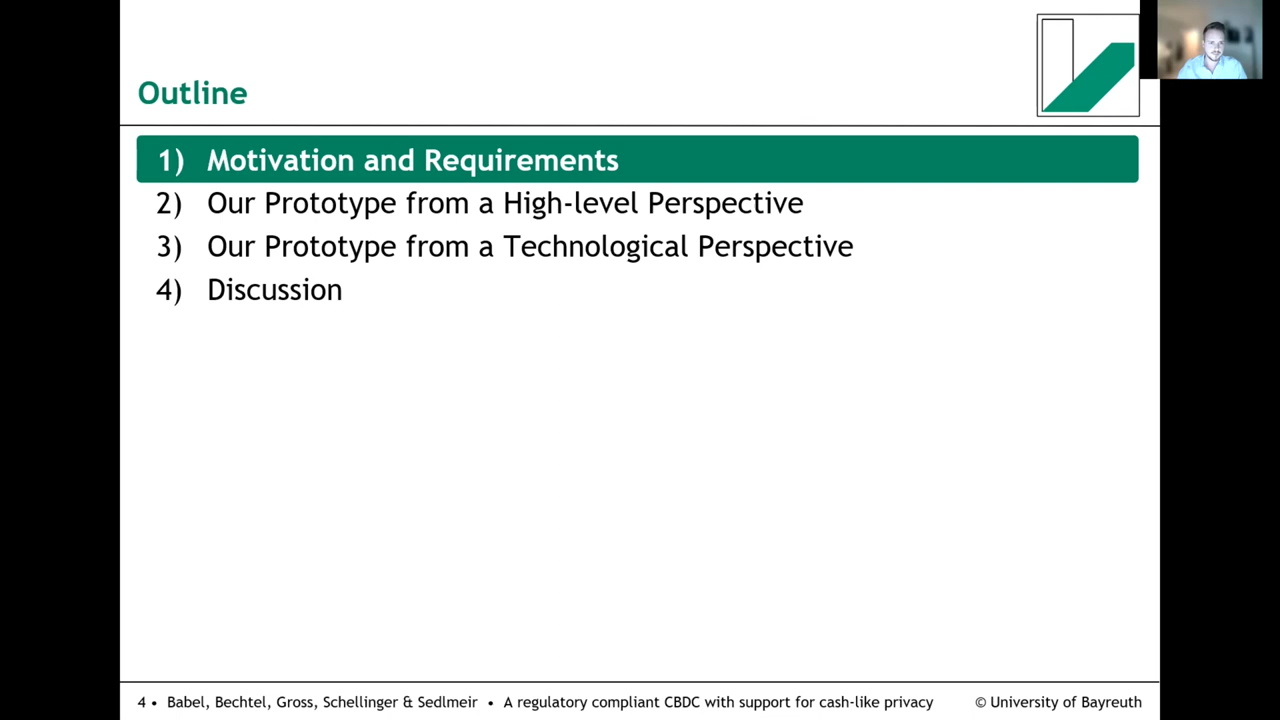 Outline
1) Motivation and Requirements
2) Our Prototype from a High-level Perspective
3) Our Prototype from a Technological Perspective
4) Discussion
4 • Babel, Bechtel, Gross, Schellinger & Sedlmeir • A regulatory compliant CBDC with support for cash-like privacy © University of Bayreuth